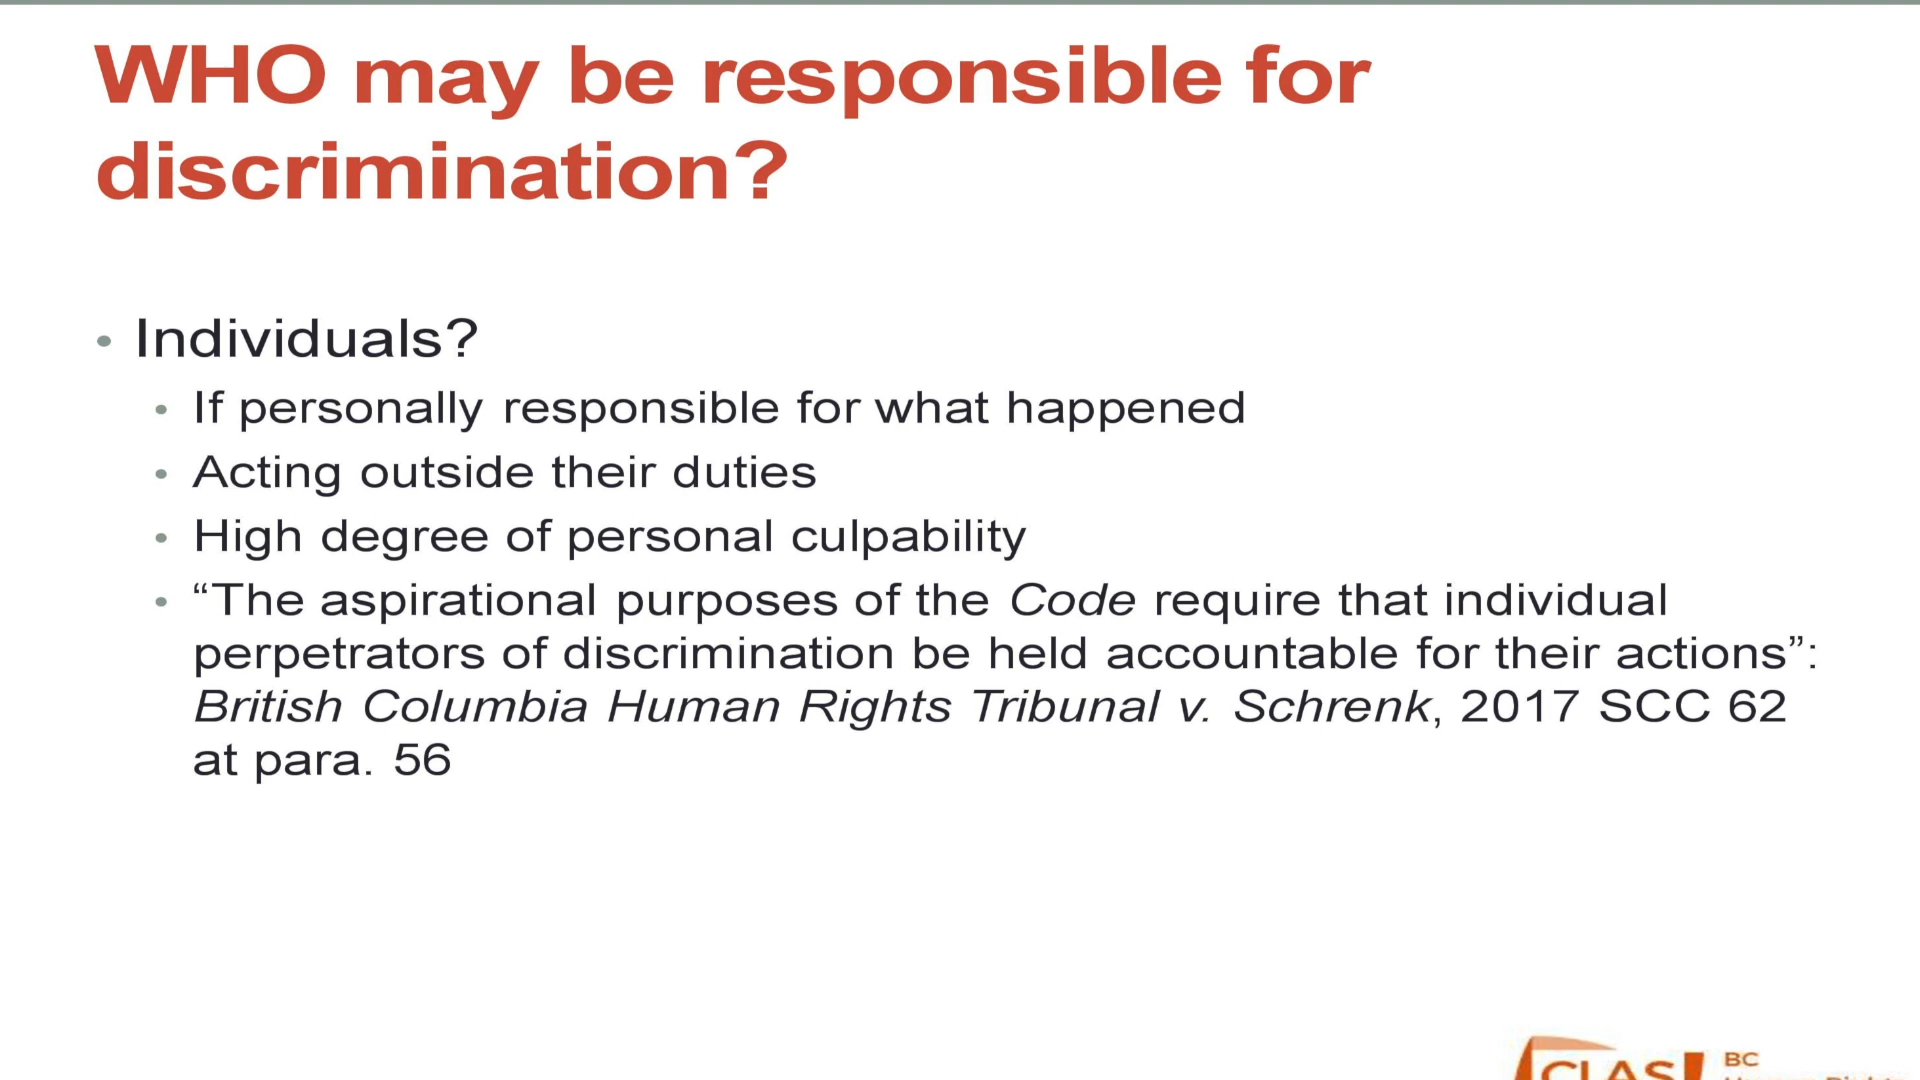 WHO may be responsible for
discrimination?
• Individuals?
• If personally responsible for what happened
• Acting outside their duties
• High degree of personal culpability
• “The aspirational purposes of the Code require that individual
perpetrators of discrimination be held accountable for their actions”:
British Columbia Human Rights Tribunal v. Schrenk, 2017 SCC 62
at para. 56
CLAS BC